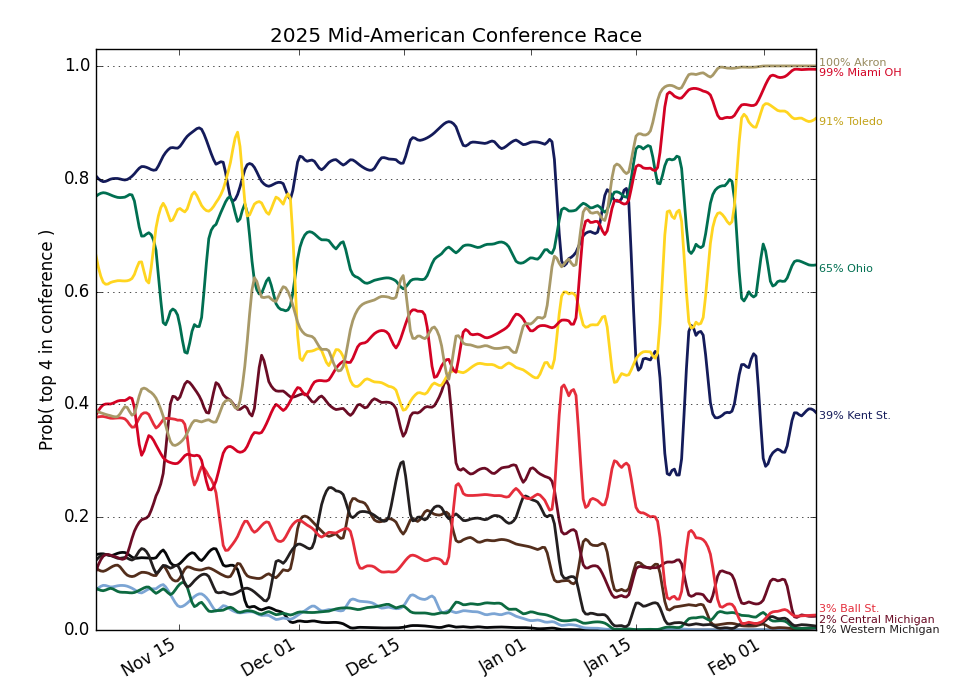 2025 Mid-American Conference Race
Prob( top 4 in conference )
1.0
0.8
0.6
0.4
0.2
0.0
100% Akron
99% Miami OH
91% Toledo
65% Ohio
39% Kent St.
3% Ball St.
2% Central Michigan
1% Western Michigan
Nov 15
Dec 01
Dec 15
Jan 01
Jan 15
Feb 01